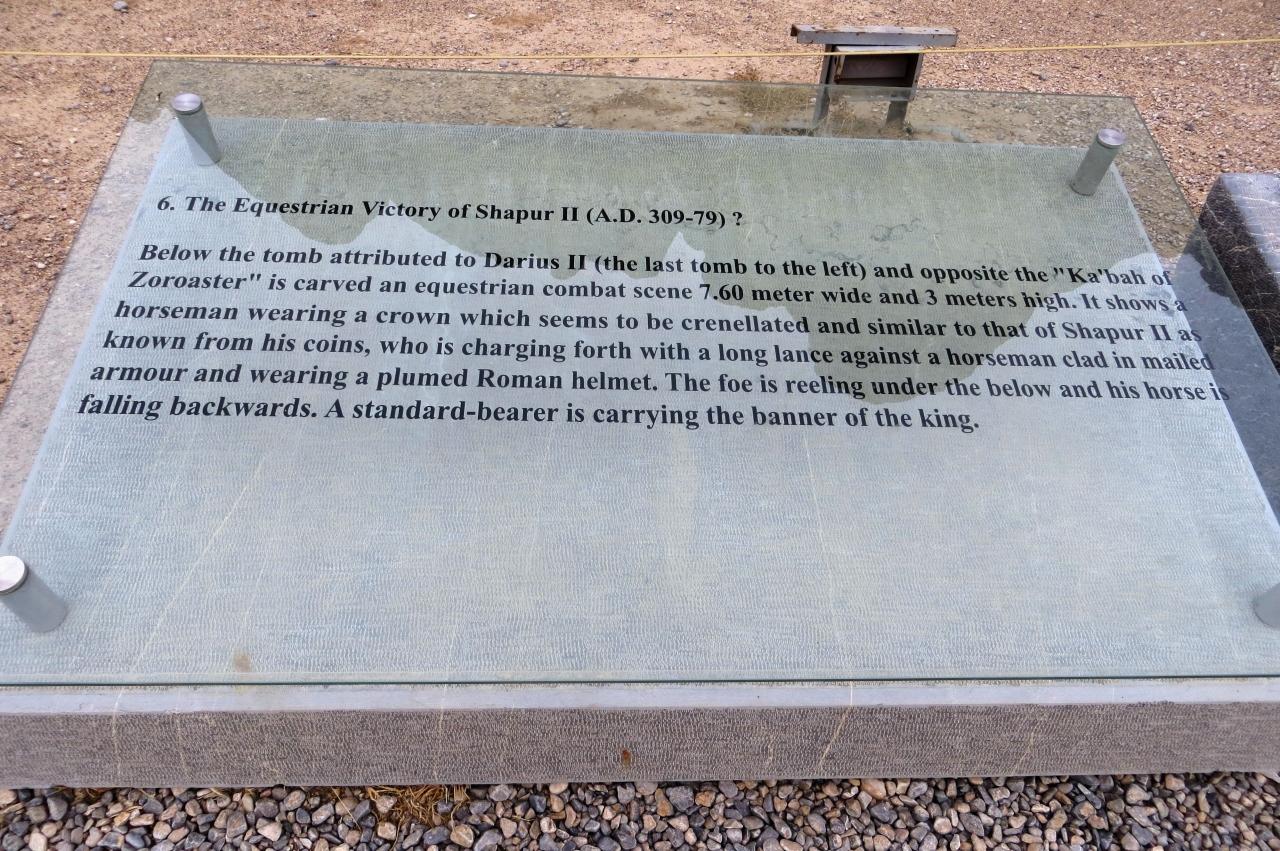 6. The Equestrian Victory of Shapur II (A.D. 309-79) ?
Below the tomb attributed to Darius II (the last tomb to the left) and opposite the "Ka'bah of
Zoroaster" is carved an equestrian combat scene 7.60 meter wide and 3 meters high. It shows a
horseman wearing a crown which seems to be crenellated and similar to that of Shapur II as
known from his coins, who is charging forth with a long lance against a horseman clad in mailed
armour and wearing a plumed Roman helmet. The foe is reeling under the below and his horse is
falling backwards. A standard-bearer is carrying the banner of the king.